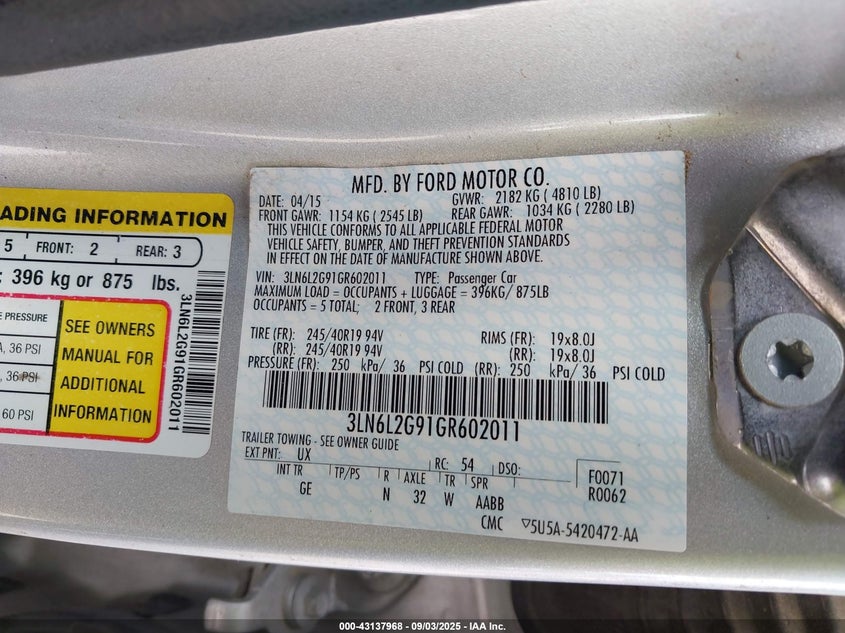 ADING INFORMATION
5 FRONT: 2 REAR: 3
: 396 kg or 875 lbs.
PRESSURE
, 36 PSI
, 36 PSI
60 PSI
SEE OWNERS
MANUAL FOR
ADDITIONAL
INFORMATION
3LN6L2G91GR602011
MFD. BY FORD MOTOR CO.
DATE: 04/15 GVWR: 2182 KG ( 4810 LB)
FRONT GAWR: 1154 KG ( 2545 LB) REAR GAWR: 1034 KG ( 2280 LB)
THIS VEHICLE CONFORMS TO ALL APPLICABLE FEDERAL MOTOR
VEHICLE SAFETY, BUMPER, AND THEFT PREVENTION STANDARDS
IN EFFECT ON THE DATE OF MANUFACTURE SHOWN ABOVE.
VIN: 3LN6L2G91GR602011 TYPE: Passenger Car
MAXIMUM LOAD = OCCUPANTS + LUGGAGE = 396KG/ 875LB
OCCUPANTS = 5 TOTAL; 2 FRONT, 3 REAR
TIRE (FR): 245/40R19 94V RIMS (FR): 19x8.0J
(RR): 245/40R19 94V (RR): 19x8.0J
PRESSURE (FR): 250 kPa/ 36 PSI COLD (RR): 250 kPa/ 36 PSI COLD
3LN6L2G91GR602011
TRAILER TOWING - SEE OWNER GUIDE
EXT PNT: UX RC: 54 DSO: F0071
INT TR TP/PS R AXLE TR SPR R0062
GE N 32 W AABB
CMC ▽5U5A-5420472-AA
000-43137968 - 09/03/2025 - IAA Inc.